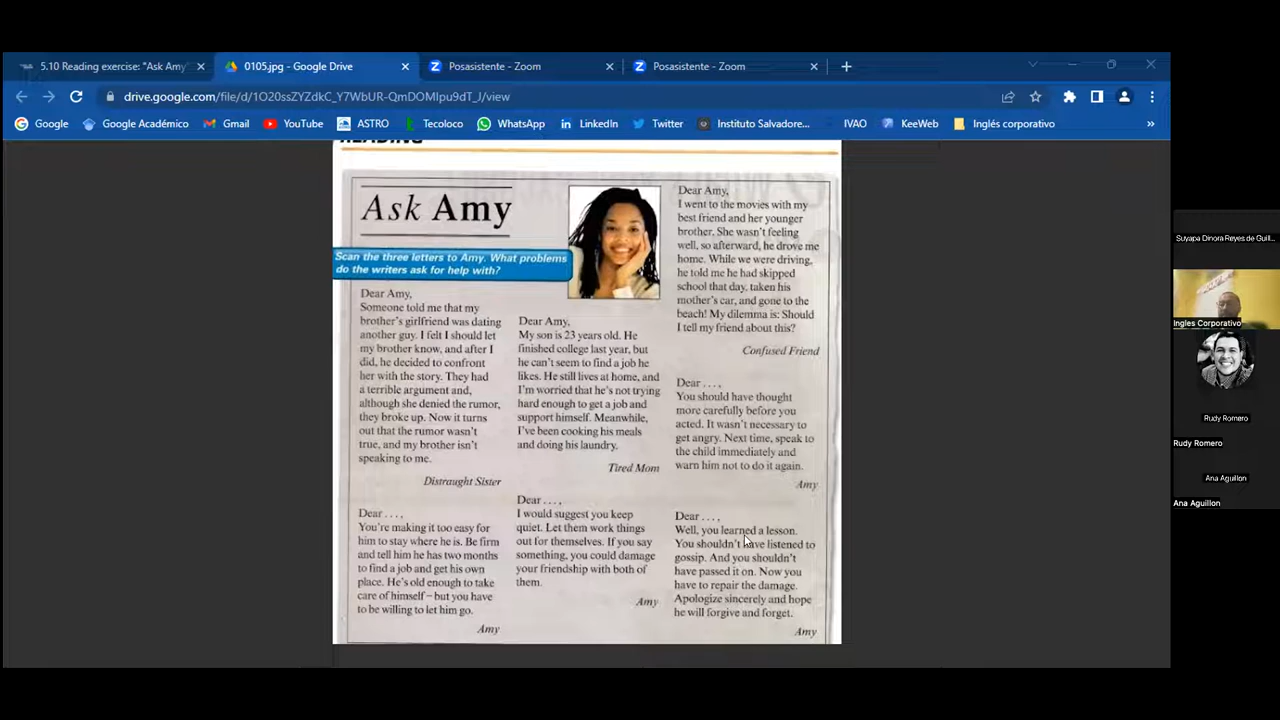 5.10 Reading exercise: "Ask Amy"
0105.jpg - Google Drive
Posasistente - Zoom
Posasistente - Zoom
drive.google.com/file/d/1O20ssZYZdkC_Y7WbUR-QmDOMIpu9dT_J/view
Google
Google Académico
Gmail
YouTube
ASTRO
Tecoloco
WhatsApp
LinkedIn
Twitter
Instituto Salvadore...
IVAO
KeeWeb
Inglés corporativo
READING
Ask Amy
Scan the three letters to Amy. What problems
do the writers ask for help with?
Dear Amy,
Someone told me that my
brother's girlfriend was dating
another guy. I felt I should let
my brother know, and after I
did, he decided to confront
her with the story. They had
a terrible argument and,
although she denied the rumor,
they broke up. Now it turns
out that the rumor wasn't
true, and my brother isn't
speaking to me.
Distraught Sister
Dear Amy,
My son is 23 years old. He
finished college last year, but
he can't seem to find a job he
likes. He still lives at home, and
I'm worried that he's not trying
hard enough to get a job and
support himself. Meanwhile,
I've been cooking his meals
and doing his laundry.
Tired Mom
Dear Amy,
I went to the movies with my
best friend and her younger
brother. She wasn't feeling
well, so afterward, he drove me
home. While we were driving,
he told me he had skipped
school that day, taken his
mother's car, and gone to the
beach! My dilemma is: Should
I tell my friend about this?
Confused Friend
Dear . . . ,
You're making it too easy for
him to stay where he is. Be firm
and tell him he has two months
to find a job and get his own
place. He's old enough to take
care of himself – but you have
to be willing to let him go.
Amy
Dear . . . ,
I would suggest you keep
quiet. Let them work things
out for themselves. If you say
something, you could damage
your friendship with both of
them.
Amy
Dear . . . ,
You should have thought
more carefully before you
acted. It wasn't necessary to
get angry. Next time, speak to
the child immediately and
warn him not to do it again.
Amy
Dear . . . ,
Well, you learned a lesson.
You shouldn't have listened to
gossip. And you shouldn't
have passed it on. Now you
have to repair the damage.
Apologize sincerely and hope
he will forgive and forget.
Amy
Suyapa Dinora Reyes de Guill...
Ingles Corporativo
Rudy Romero
Rudy Romero
Ana Aguillon
Ana Aguillon